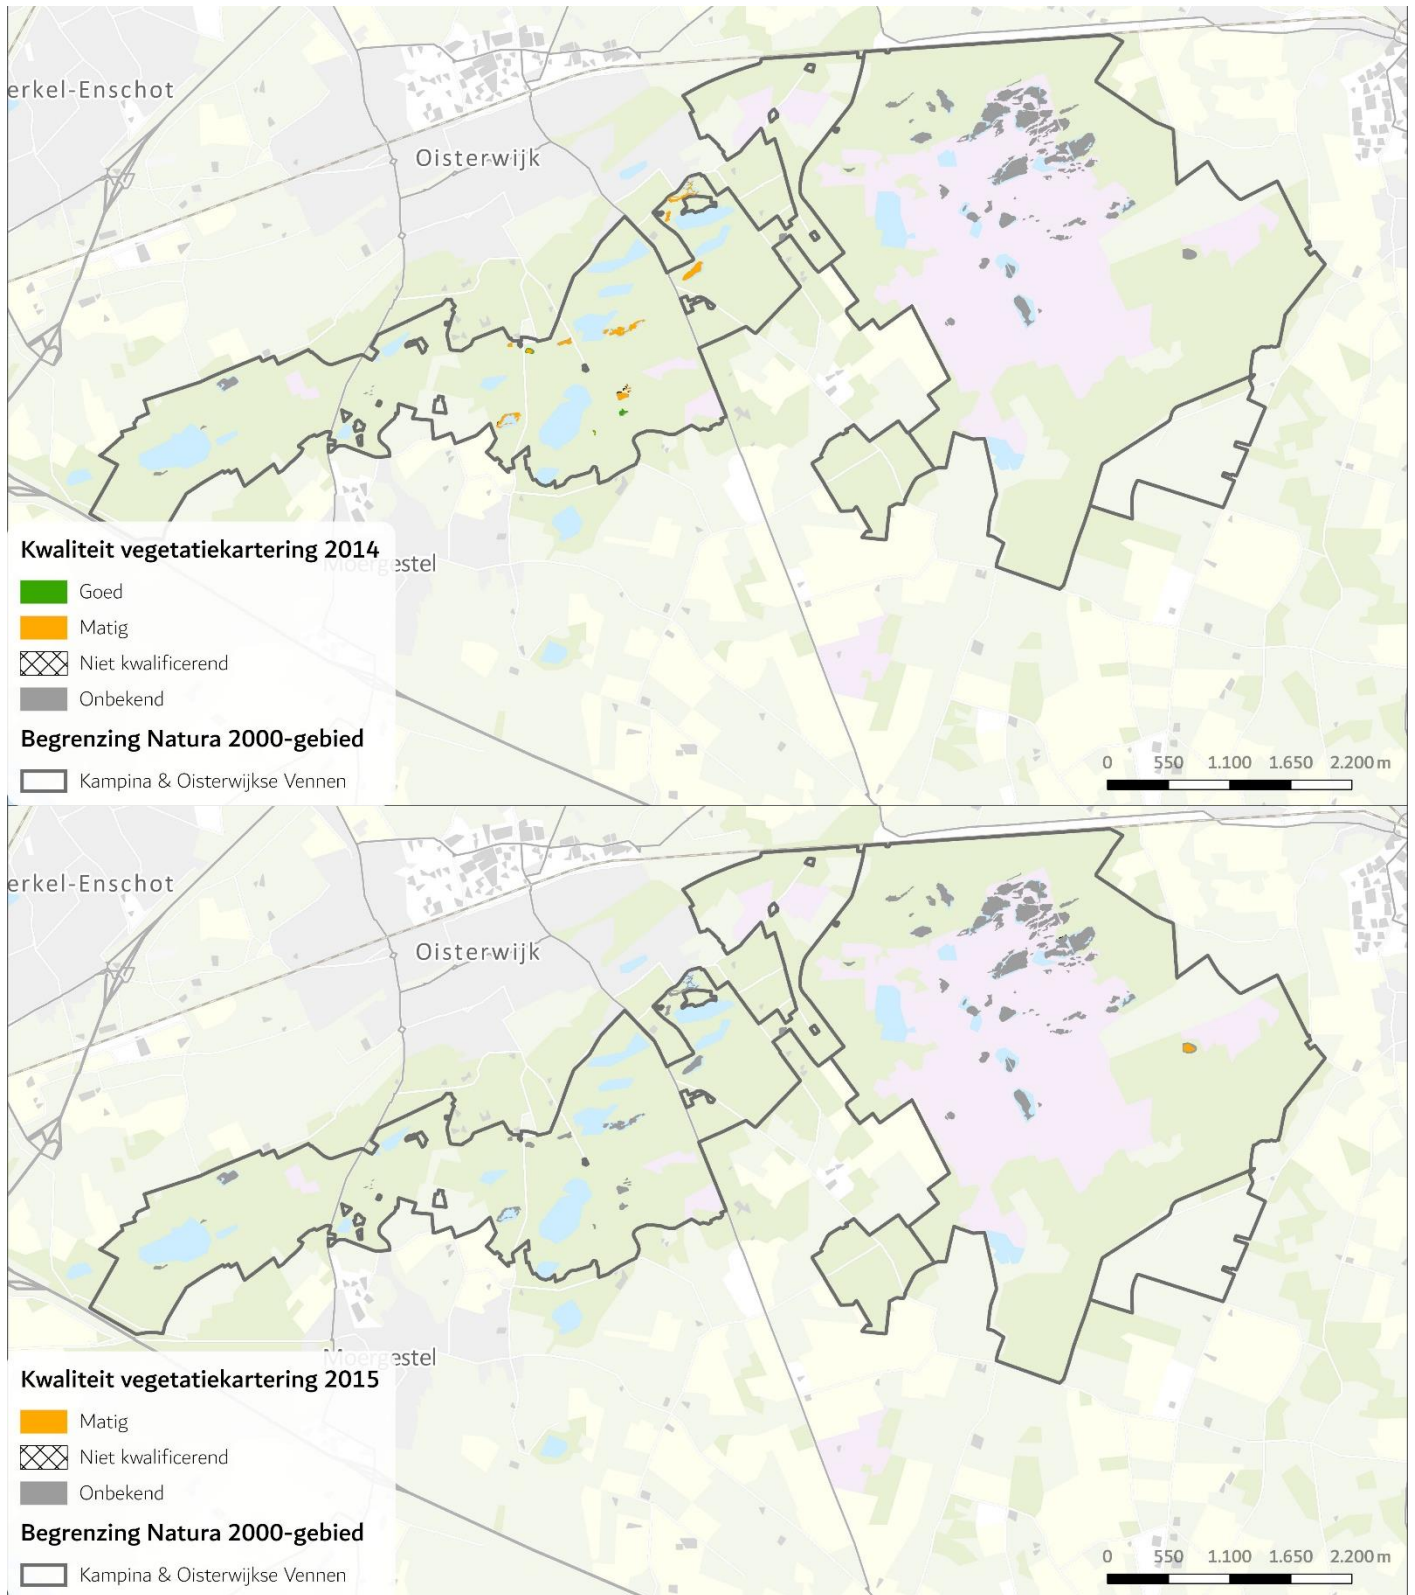 erkel-Enschot
Oisterwijk
Moergestel
Kwaliteit vegetatiekartering 2014
Goed
Matig
Niet kwalificerend
Onbekend
Begrenzing Natura 2000-gebied
Kampina & Oisterwijkse Vennen
0 550 1.100 1.650 2.200 m
erkel-Enschot
Oisterwijk
Moergestel
Kwaliteit vegetatiekartering 2015
Matig
Niet kwalificerend
Onbekend
Begrenzing Natura 2000-gebied
Kampina & Oisterwijkse Vennen
0 550 1.100 1.650 2.200 m